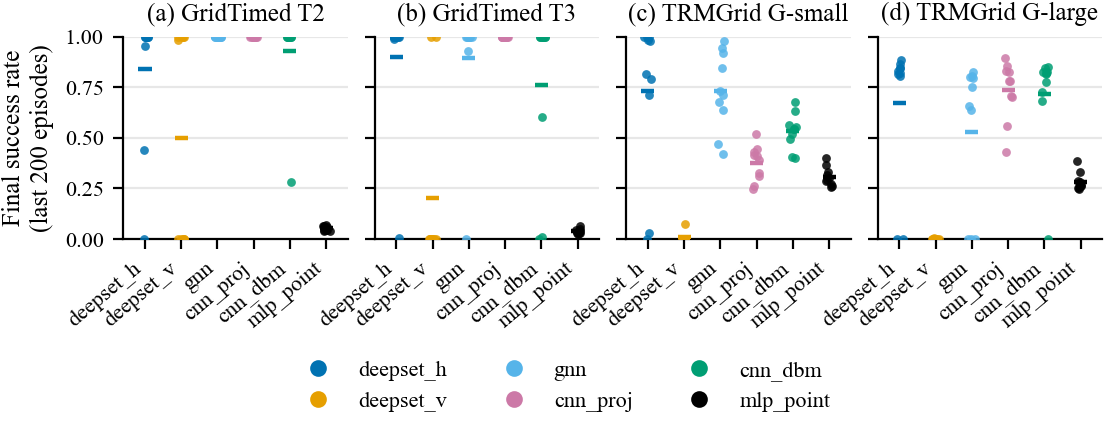 (a) GridTimed T2
(b) GridTimed T3
(c) TRMGrid G-small
(d) TRMGrid G-large
Final success rate
(last 200 episodes)
1.00
0.75
0.50
0.25
0.00
deepset_h
deepset_v
gnn
cnn_proj
cnn_dbm
mlp_point
deepset_h
deepset_v
gnn
cnn_proj
cnn_dbm
mlp_point
deepset_h
deepset_v
gnn
cnn_proj
cnn_dbm
mlp_point
deepset_h
deepset_v
gnn
cnn_proj
cnn_dbm
mlp_point
deepset_h
gnn
cnn_dbm
deepset_v
cnn_proj
mlp_point